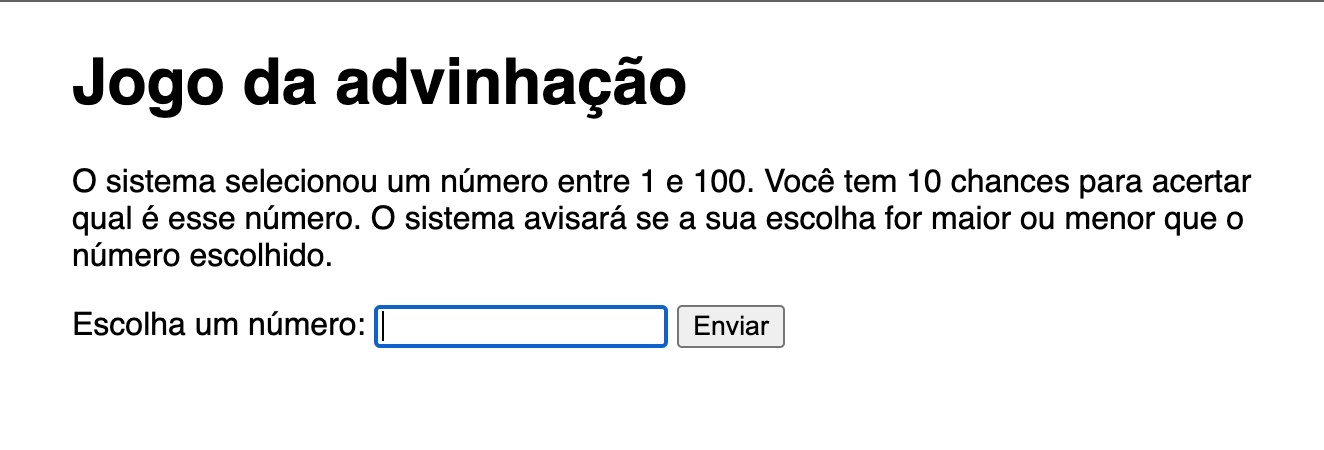 Jogo da advinhação
O sistema selecionou um número entre 1 e 100. Você tem 10 chances para acertar
qual é esse número. O sistema avisará se a sua escolha for maior ou menor que o
número escolhido.
Escolha um número: Enviar